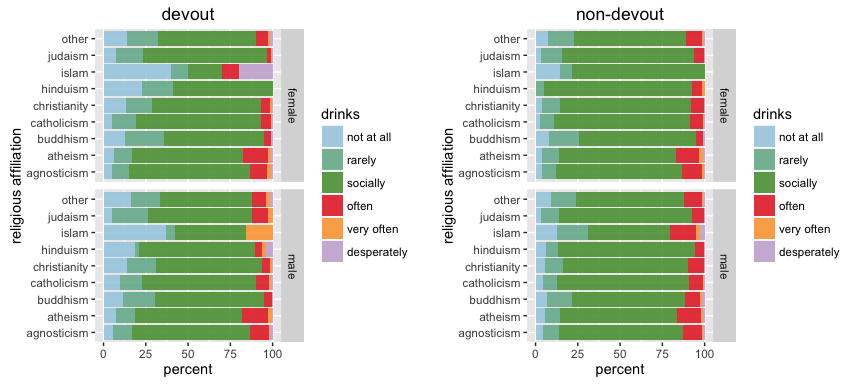 devout
religious affiliation
other
judaism
islam
hinduism
christianity
catholicism
buddhism
atheism
agnosticism
female
other
judaism
islam
hinduism
christianity
catholicism
buddhism
atheism
agnosticism
male
0 25 50 75 100
percent
drinks
not at all
rarely
socially
often
very often
desperately
non-devout
religious affiliation
other
judaism
islam
hinduism
christianity
catholicism
buddhism
atheism
agnosticism
female
other
judaism
islam
hinduism
christianity
catholicism
buddhism
atheism
agnosticism
male
0 25 50 75 100
percent
drinks
not at all
rarely
socially
often
very often
desperately